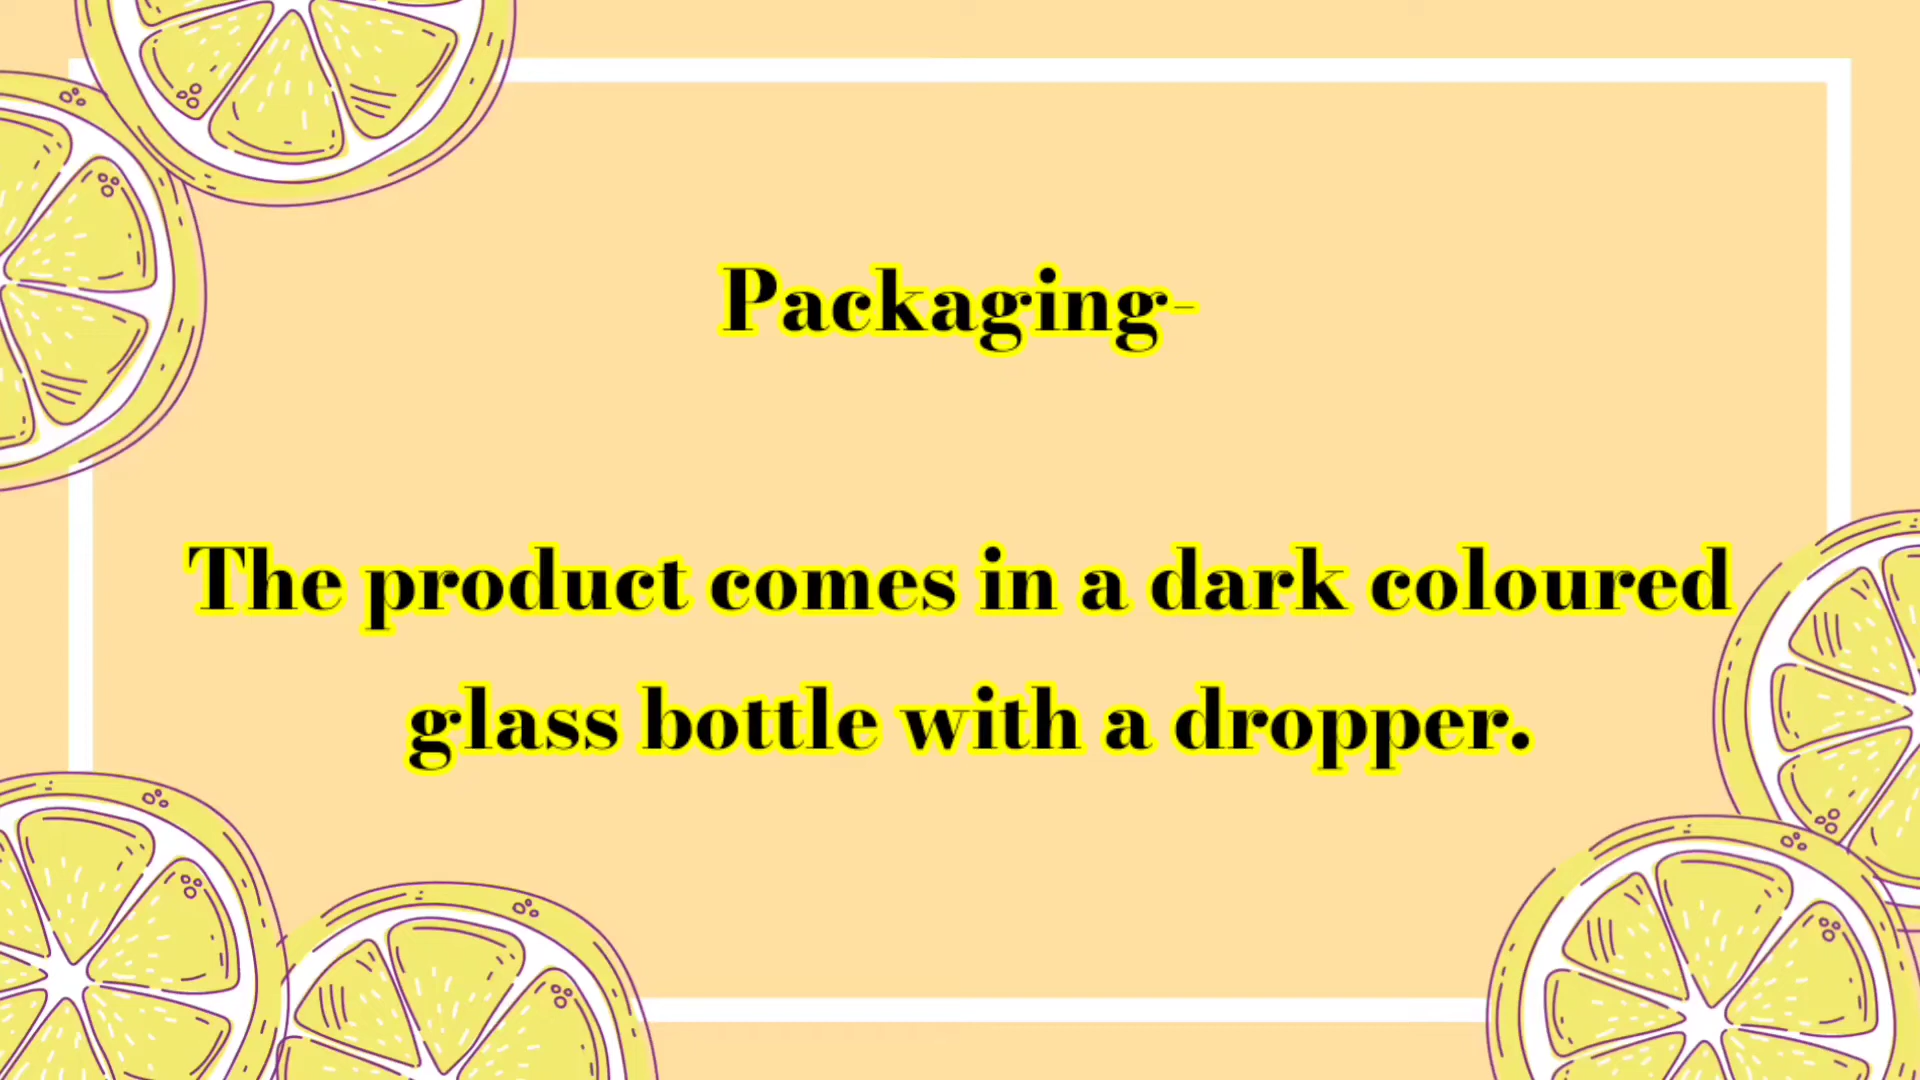 Packaging-
The product comes in a dark coloured
glass bottle with a dropper.